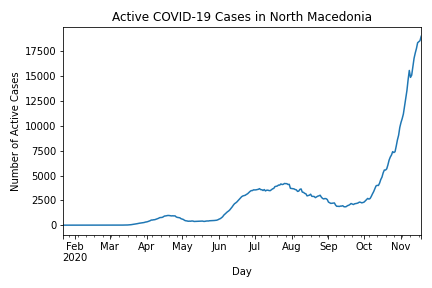 Active COVID-19 Cases in North Macedonia
Number of Active Cases
17500
15000
12500
10000
7500
5000
2500
0
Feb Mar Apr May Jun Jul Aug Sep Oct Nov
2020
Day